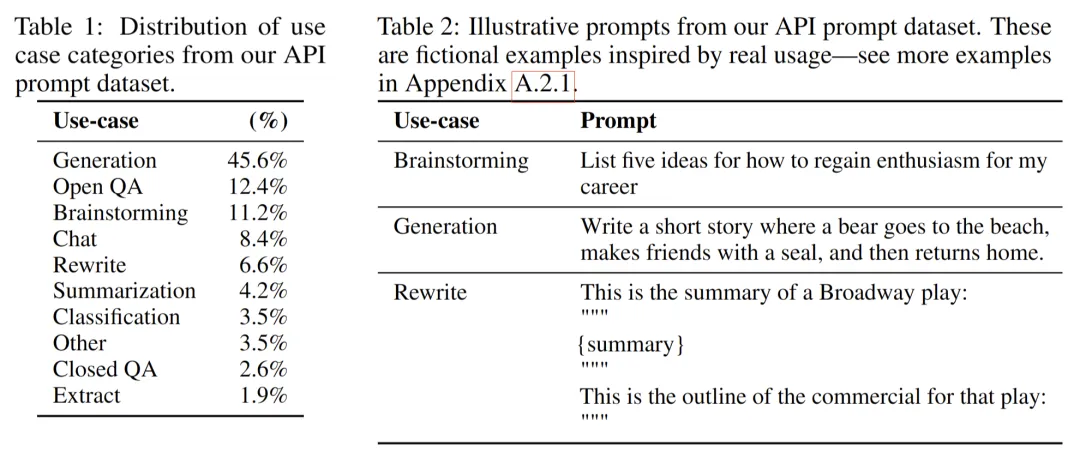 Table 1: Distribution of use
case categories from our API
prompt dataset.
Use-case (%)
Generation 45.6%
Open QA 12.4%
Brainstorming 11.2%
Chat 8.4%
Rewrite 6.6%
Summarization 4.2%
Classification 3.5%
Other 3.5%
Closed QA 2.6%
Extract 1.9%
Table 2: Illustrative prompts from our API prompt dataset. These
are fictional examples inspired by real usage—see more examples
in Appendix A.2.1.
Use-case Prompt
Brainstorming List five ideas for how to regain enthusiasm for my
career
Generation Write a short story where a bear goes to the beach,
makes friends with a seal, and then returns home.
Rewrite This is the summary of a Broadway play:
"""
{summary}
"""
This is the outline of the commercial for that play:
"""